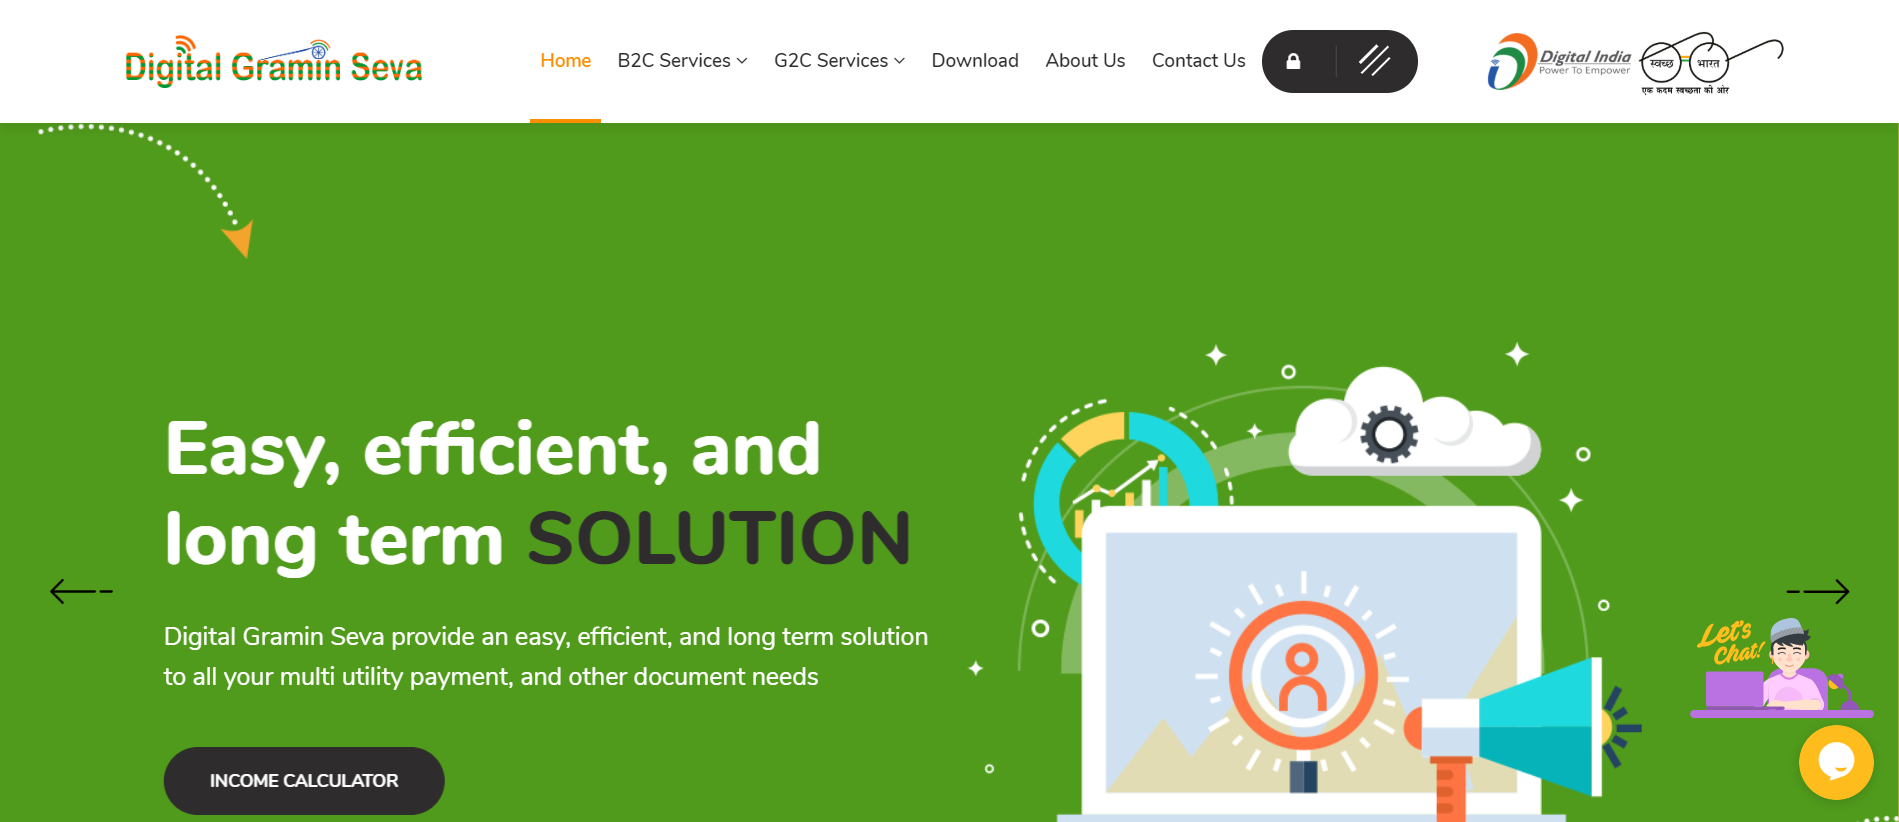 Digital Gramin Seva
Home B2C Services G2C Services Download About Us Contact Us
Digital India
Power To Empower
स्वच्छ भारत
एक कदम स्वच्छता की ओर
Easy, efficient, and
long term SOLUTION
Digital Gramin Seva provide an easy, efficient, and long term solution
to all your multi utility payment, and other document needs
Let's
Chat!
INCOME CALCULATOR